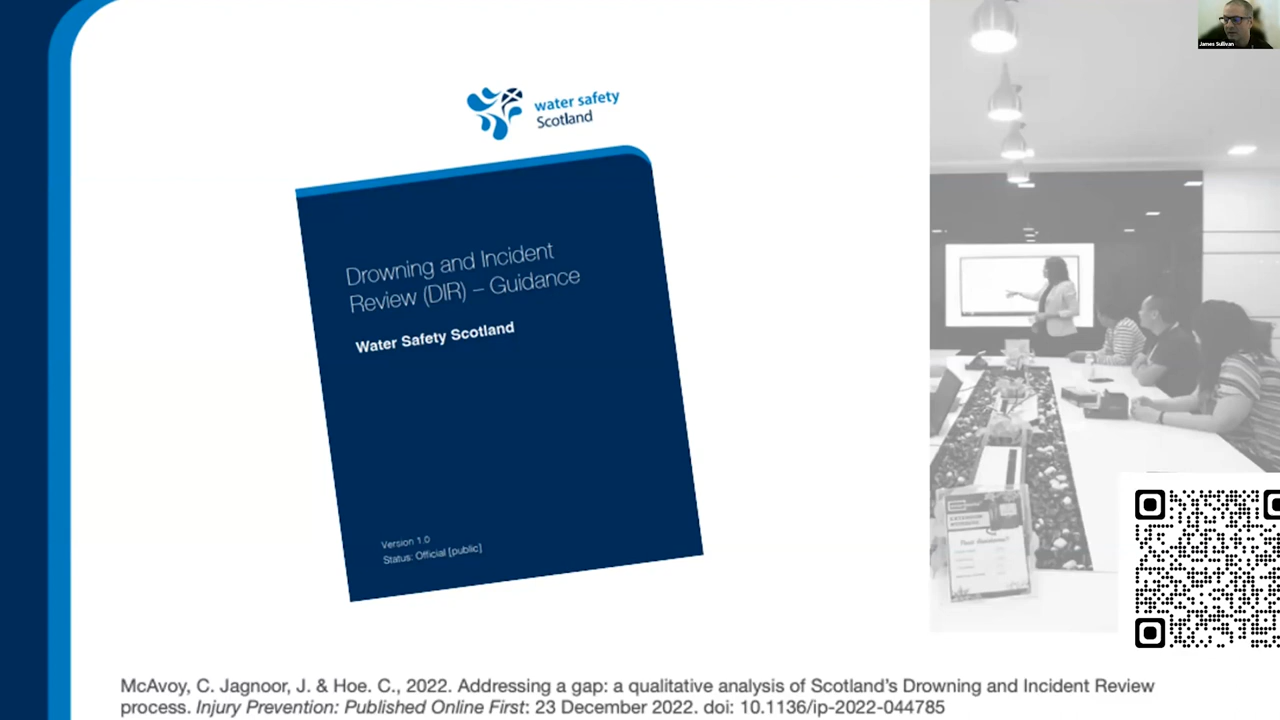 James Sullivan
water safety
Scotland
Drowning and Incident
Review (DIR) – Guidance
Water Safety Scotland
Version 1.0
Status: Official [public]
McAvoy, C. Jagnoor, J. & Hoe. C., 2022. Addressing a gap: a qualitative analysis of Scotland's Drowning and Incident Review
process. Injury Prevention: Published Online First: 23 December 2022. doi: 10.1136/ip-2022-044785